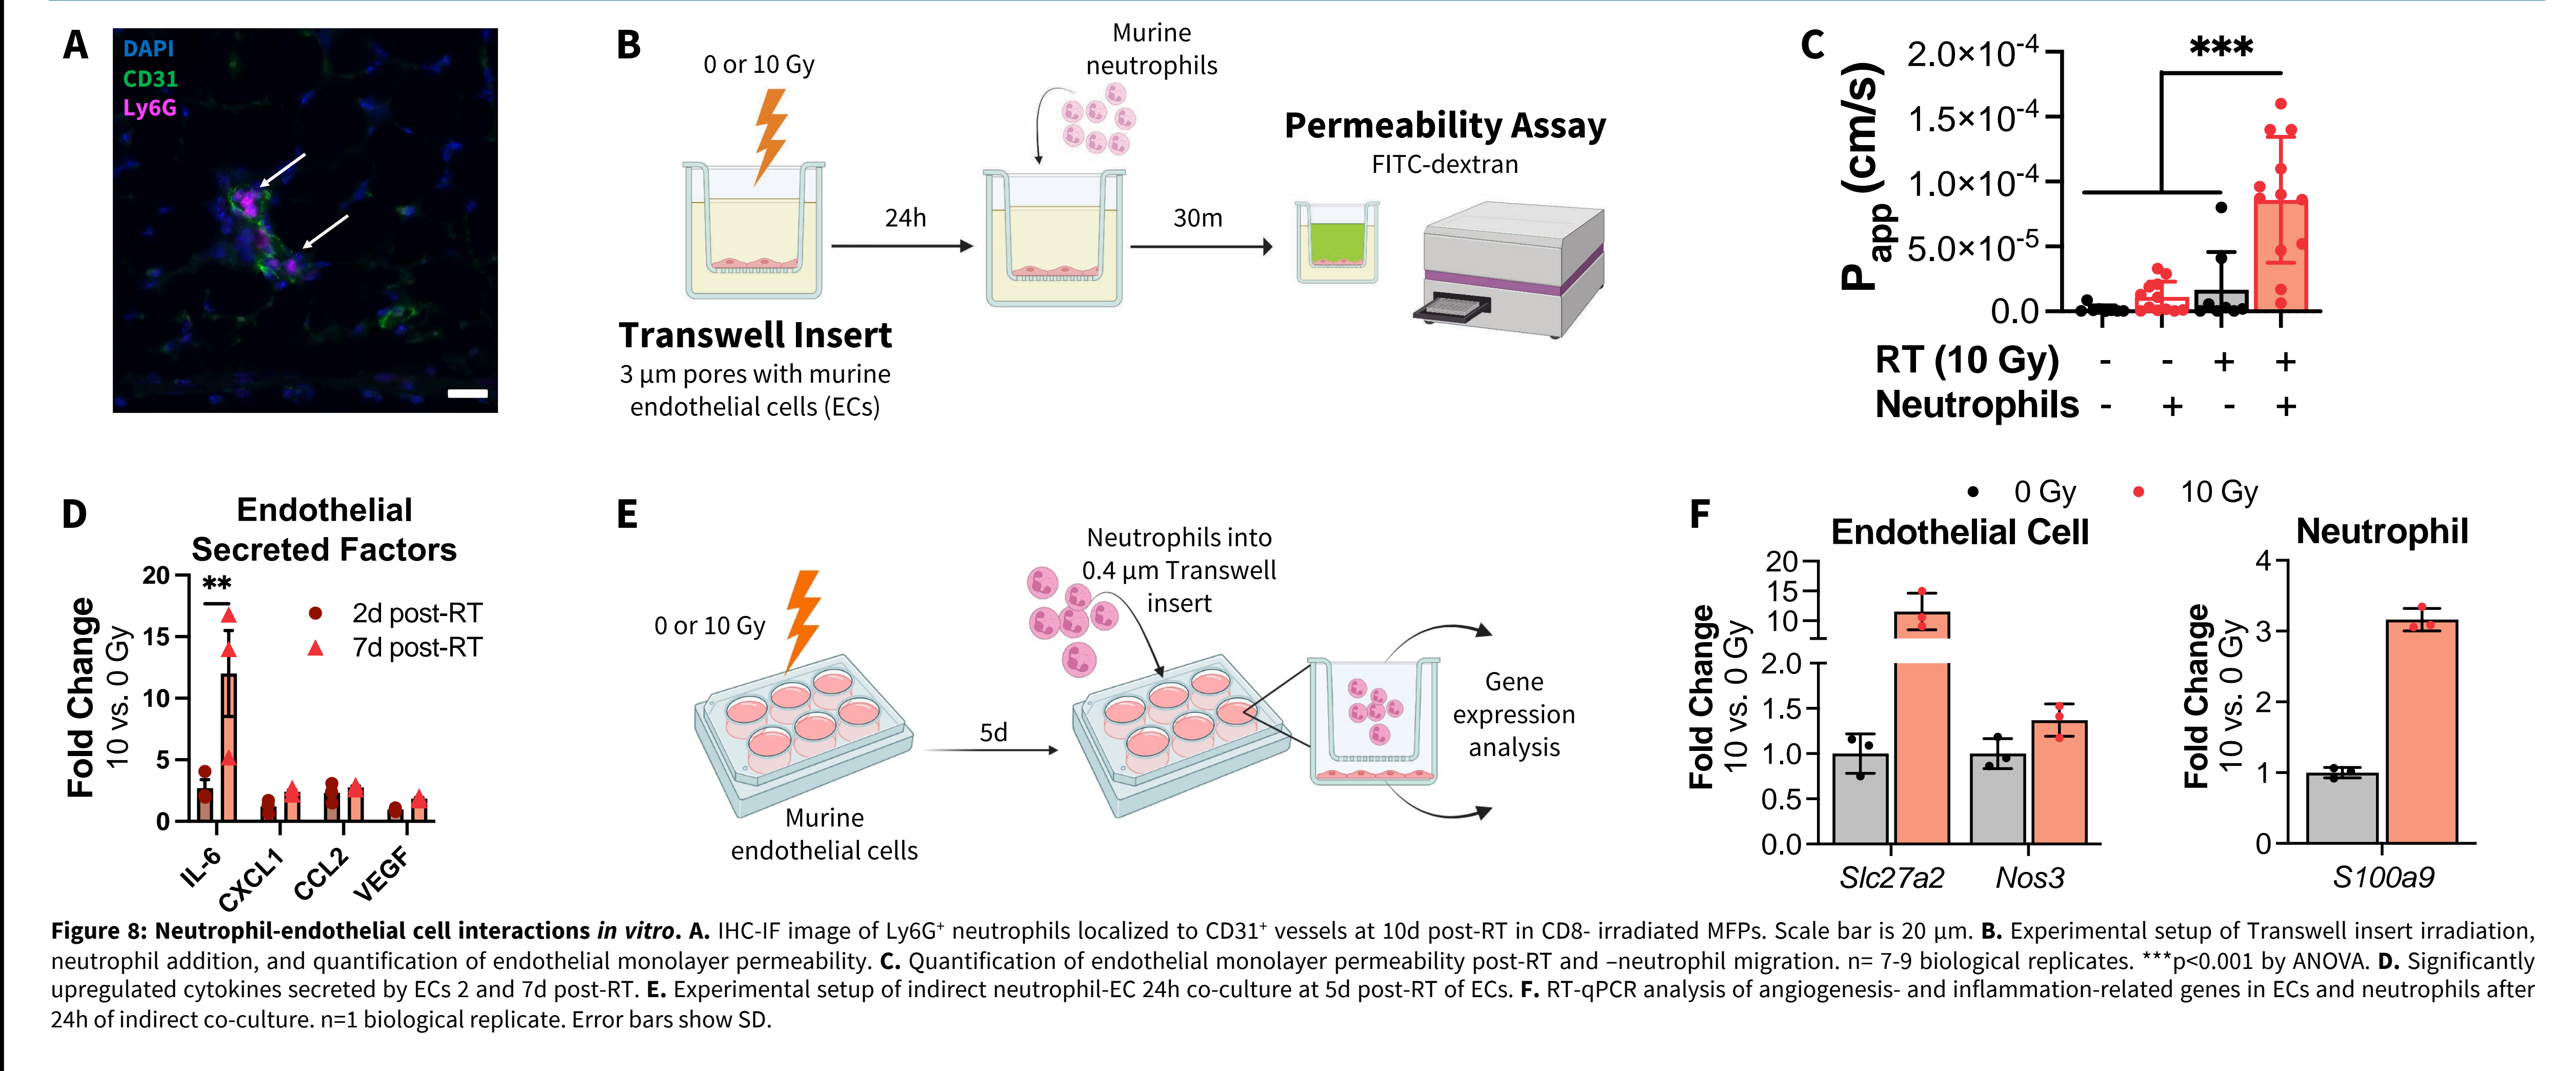 A
DAPI
CD31
Ly6G
B
0 or 10 Gy
Murine
neutrophils
24h
30m
Permeability Assay
FITC-dextran
Transwell Insert
3 µm pores with murine
endothelial cells (ECs)
C
***
P app (cm/s)
2.0×10-4
1.5×10-4
1.0×10-4
5.0×10-5
0.0
RT (10 Gy) - - + +
Neutrophils - + - +
D
Endothelial
Secreted Factors
Fold Change
10 vs. 0 Gy
20
15
10
5
0
**
2d post-RT
7d post-RT
IL-6
CXCL1
CCL2
VEGF
E
0 or 10 Gy
Neutrophils into
0.4 µm Transwell
insert
5d
Murine
endothelial cells
Gene
expression
analysis
F
0 Gy
10 Gy
Endothelial Cell
Fold Change
10 vs. 0 Gy
20
15
10
2.0
1.5
1.0
0.5
0.0
Slc27a2
Nos3
Neutrophil
Fold Change
10 vs. 0 Gy
4
3
2
1
0
S100a9
Figure 8: Neutrophil-endothelial cell interactions in vitro. A. IHC-IF image of Ly6G+ neutrophils localized to CD31+ vessels at 10d post-RT in CD8- irradiated MFPs. Scale bar is 20 µm. B. Experimental setup of Transwell insert irradiation,
neutrophil addition, and quantification of endothelial monolayer permeability. C. Quantification of endothelial monolayer permeability post-RT and –neutrophil migration. n= 7-9 biological replicates. ***p<0.001 by ANOVA. D. Significantly
upregulated cytokines secreted by ECs 2 and 7d post-RT. E. Experimental setup of indirect neutrophil-EC 24h co-culture at 5d post-RT of ECs. F. RT-qPCR analysis of angiogenesis- and inflammation-related genes in ECs and neutrophils after
24h of indirect co-culture. n=1 biological replicate. Error bars show SD.